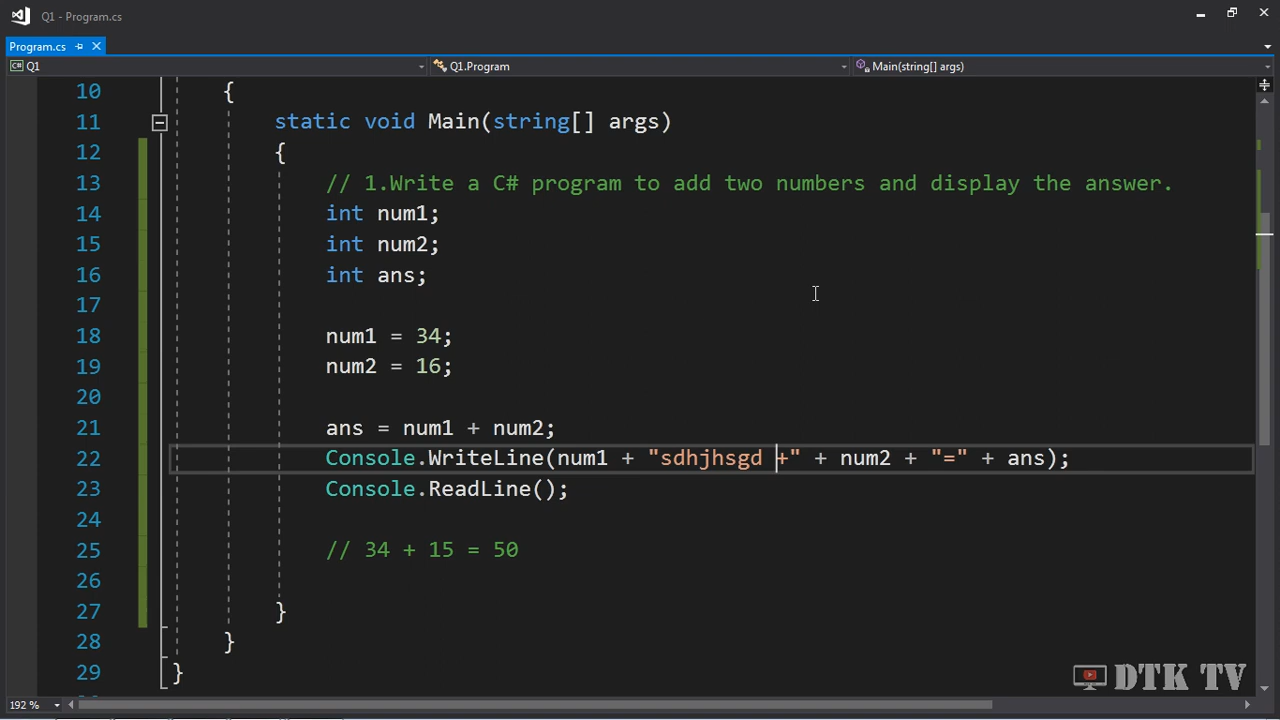 Q1 - Program.cs
Program.cs
Q1 Q1.Program Main(string[] args)
10 {
11 static void Main(string[] args)
12 {
13 // 1.Write a C# program to add two numbers and display the answer.
14 int num1;
15 int num2;
16 int ans;
17
18 num1 = 34;
19 num2 = 16;
20
21 ans = num1 + num2;
22 Console.WriteLine(num1 + "sdhjhsgd +" + num2 + "=" + ans);
23 Console.ReadLine();
24
25 // 34 + 15 = 50
26
27 }
28 }
29 }
192 %
DTK TV